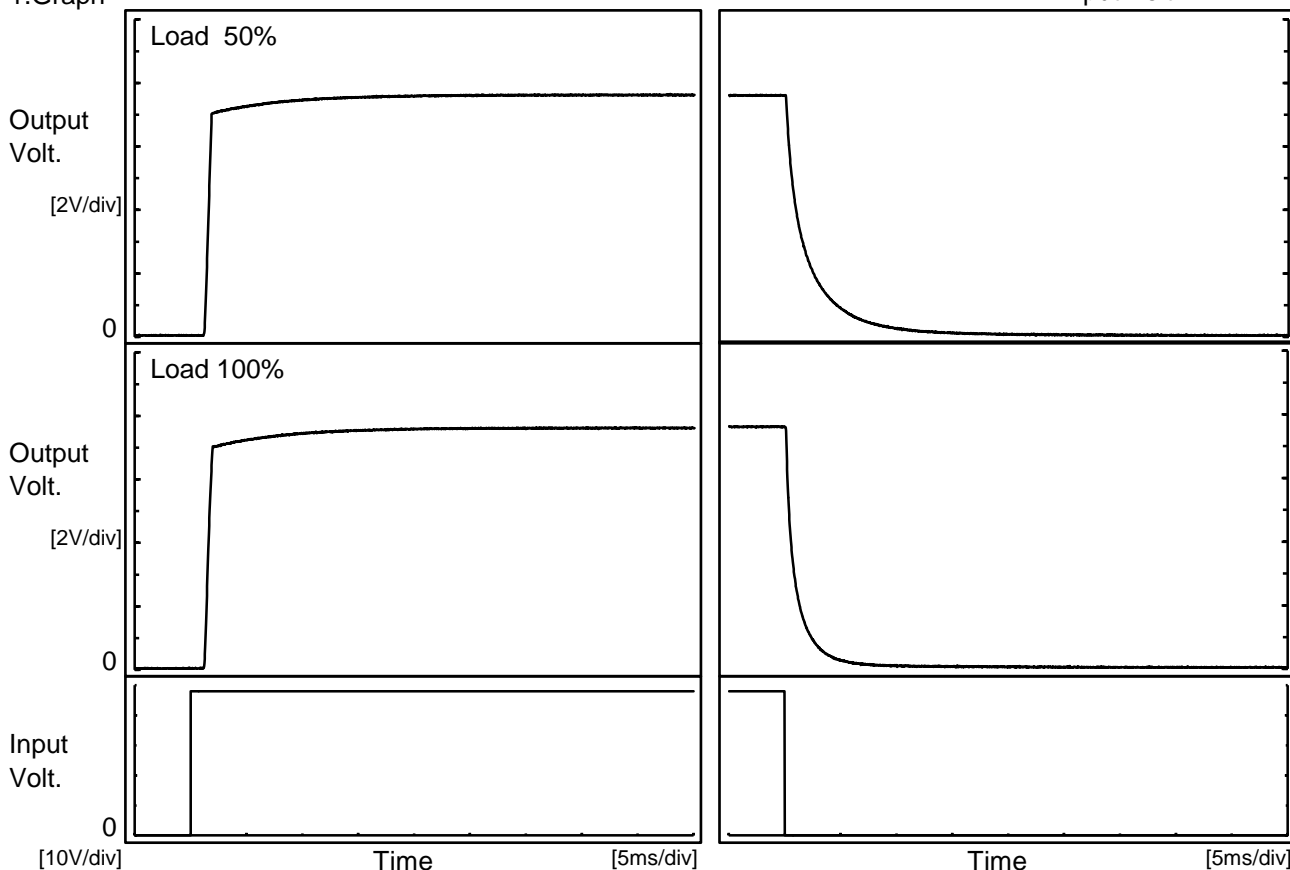 Load 50%
Output
Volt.
[2V/div]
0
Load 100%
Output
Volt.
[2V/div]
0
Input
Volt.
0
[10V/div]
Time
[5ms/div]
Time
[5ms/div]